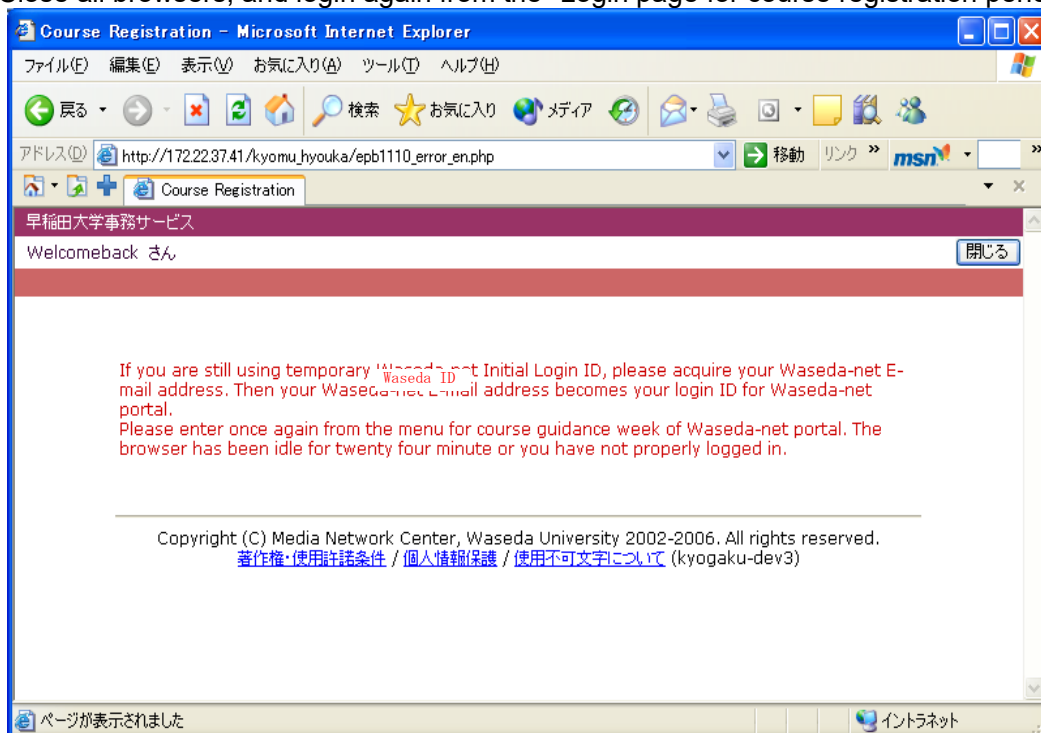 Close all browsers, and login again from the "Login page for course registration
Course Registration - Microsoft Internet Explorer
ファイル(F) 編集(E) 表示(V) お気に入り(A) ツール(T) ヘルプ(H)
戻る 検索 お気に入り メディア
アドレス(D) http://172.22.37.41/kyomu_hyouka/epb1110_error_en.php 移動 リンク » msn »
Course Registration
早稲田大学事務サービス
Welcomeback さん 閉じる
If you are still using temporary Waseda-net Initial Login ID, please acquire your Waseda-net E-
Waseda ID
mail address. Then your Waseda-net E-mail address becomes your login ID for Waseda-net
portal.
Please enter once again from the menu for course guidance week of Waseda-net portal. The
browser has been idle for twenty four minute or you have not properly logged in.
Copyright (C) Media Network Center, Waseda University 2002-2006. All rights reserved.
著作権・使用許諾条件 / 個人情報保護 / 使用不可文字について (kyogaku-dev3)
ページが表示されました イントラネット